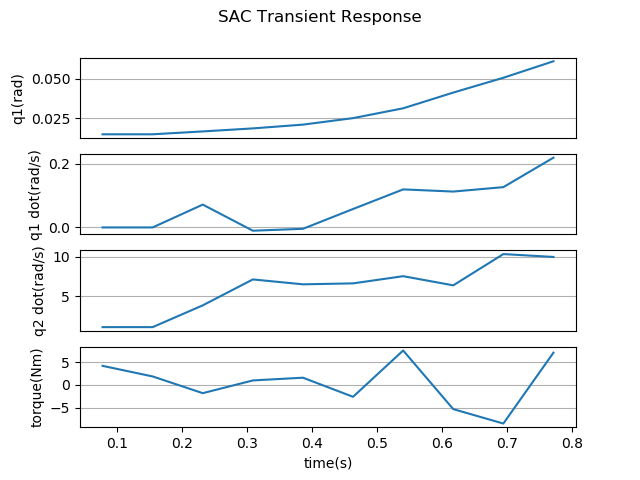 SAC Transient Response
q1(rad)
0.050
0.025
q1 dot(rad/s)
0.2
0.0
q2 dot(rad/s)
10
5
torque(Nm)
5
0
−5
0.1 0.2 0.3 0.4 0.5 0.6 0.7 0.8
time(s)